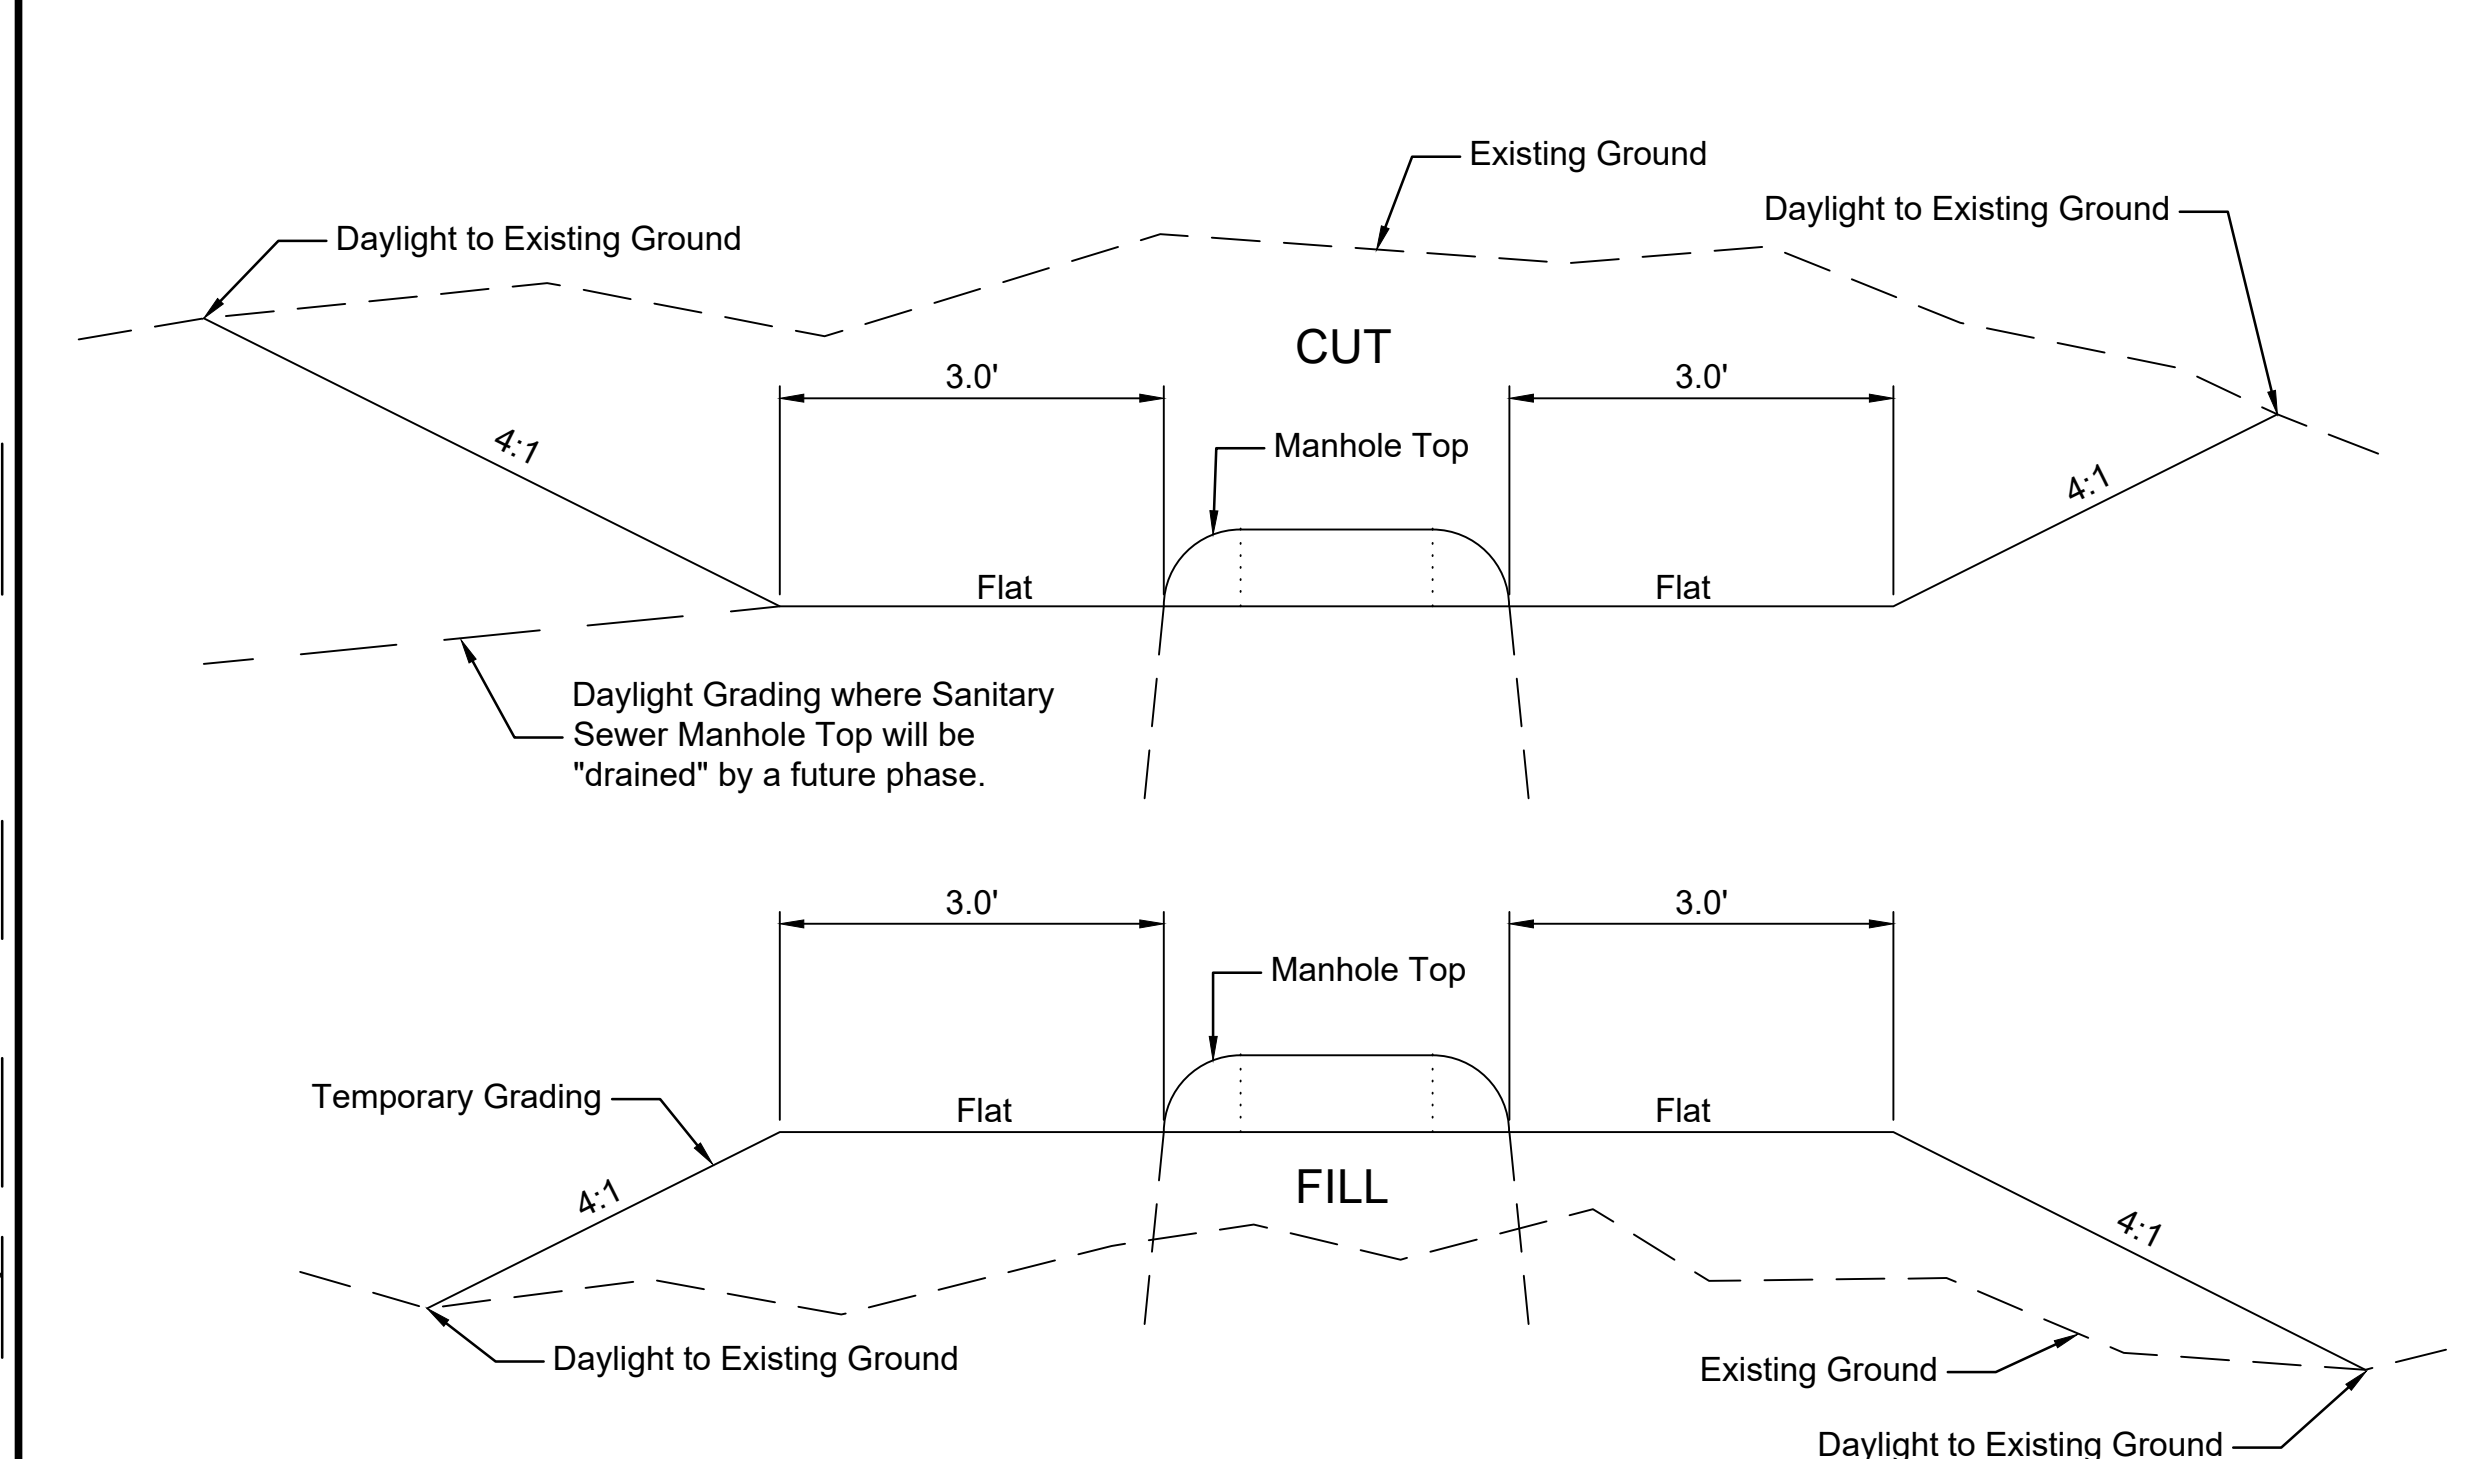 Existing Ground
Daylight to Existing Ground
Daylight to Existing Ground
CUT
3.0'
3.0'
4:1
Manhole Top
4:1
Flat
Flat
Daylight Grading where Sanitary
Sewer Manhole Top will be
"drained" by a future phase.
3.0'
3.0'
Manhole Top
Temporary Grading
Flat
Flat
FILL
4:1
4:1
Daylight to Existing Ground
Existing Ground
Daylight to Existing Ground